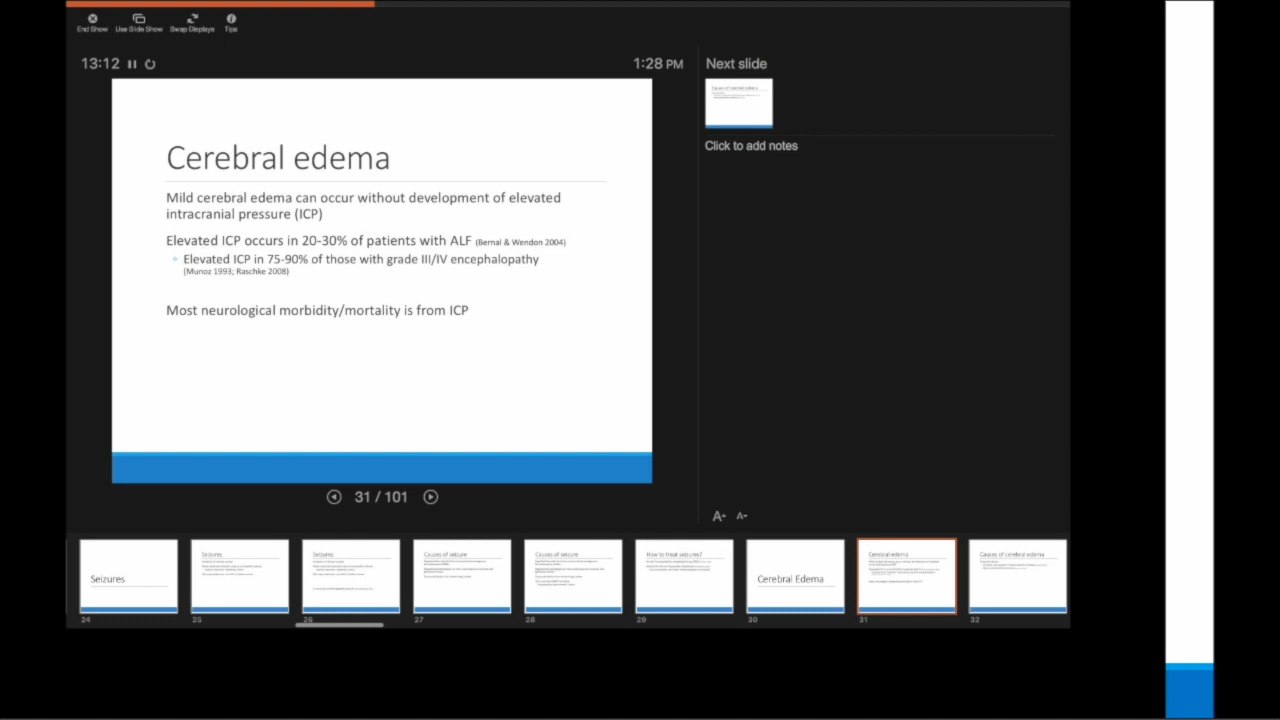 End Show
Use Slide Show
Swap Displays
Tips
13:12
1:28 PM
Next slide
Causes of cerebral edema
Click to add notes
Cerebral edema
Mild cerebral edema can occur without development of elevated
intracranial pressure (ICP)
Elevated ICP occurs in 20-30% of patients with ALF (Bernal & Wendon 2004)
Elevated ICP in 75-90% of those with grade III/IV encephalopathy
(Munoz 1993; Raschke 2008)
Most neurological morbidity/mortality is from ICP
31 / 101
A A
Seizures
Seizures
Seizures
Causes of seizure
Causes of seizure
How to treat seizures?
Cerebral Edema
Cerebral edema
Causes of cerebral edema
24
25
26
27
28
29
30
31
32